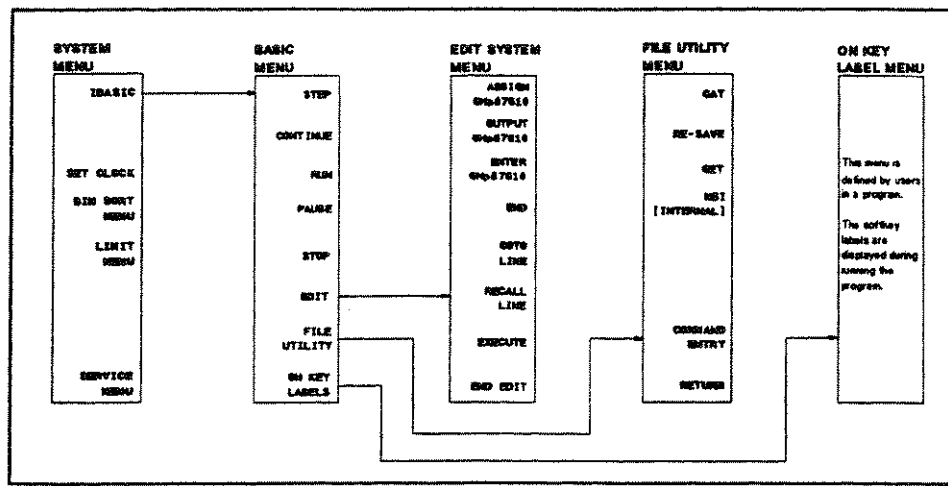 SYSTEM
MENU
IBASIC
SET CLOCK
BIN SORT
MENU
LIMIT
MENU
SERVICE
MENU
BASIC
MENU
STEP
CONTINUE
RUN
PAUSE
STOP
EDIT
FILE
UTILITY
ON KEY
LABELS
EDIT SYSTEM
MENU
ASSIGN
@Hp87510
OUTPUT
@Hp87510
ENTER
@Hp87510
END
GOTO
LINE
RECALL
LINE
EXECUTE
END EDIT
FILE UTILITY
MENU
CAT
RE-SAVE
GET
MSI
[INTERNAL]
COMMAND
ENTRY
RETURN
ON KEY
LABEL MENU
This menu is
defined by users
in a program.
The softkey
labels are
displayed during
running the
program.